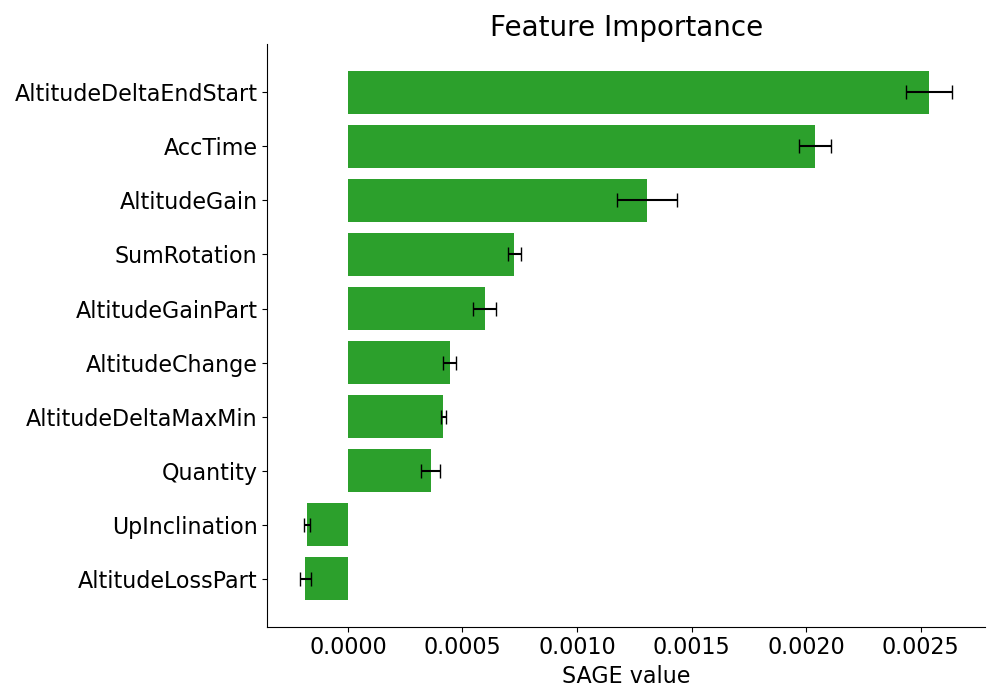 Feature Importance
AltitudeDeltaEndStart
AccTime
AltitudeGain
SumRotation
AltitudeGainPart
AltitudeChange
AltitudeDeltaMaxMin
Quantity
UpInclination
AltitudeLossPart
0.0000 0.0005 0.0010 0.0015 0.0020 0.0025
SAGE value